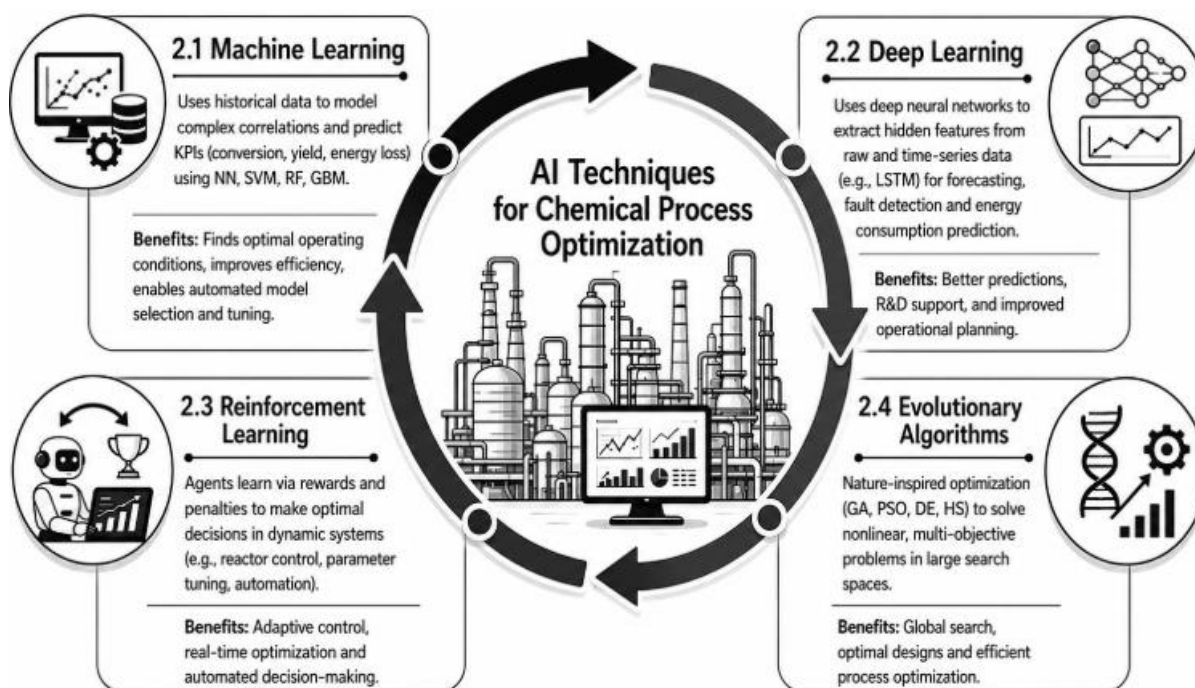 2.1 Machine Learning
Uses historical data to model
complex correlations and predict
KPIs (conversion, yield, energy loss)
using NN, SVM, RF, GBM.
Benefits: Finds optimal operating
conditions, improves efficiency,
enables automated model
selection and tuning.
AI Techniques
for Chemical Process
Optimization
2.2 Deep Learning
Uses deep neural networks to
extract hidden features from
raw and time-series data
(e.g., LSTM) for forecasting,
fault detection and energy
consumption prediction.
Benefits: Better predictions,
R&D support, and improved
operational planning.
2.3 Reinforcement
Learning
Agents learn via rewards and
penalties to make optimal
decisions in dynamic systems
(e.g., reactor control, parameter
tuning, automation).
Benefits: Adaptive control,
real-time optimization and
automated decision-making.
2.4 Evolutionary
Algorithms
Nature-inspired optimization
(GA, PSO, DE, HS) to solve
nonlinear, multi-objective
problems in large search
spaces.
Benefits: Global search,
optimal designs and efficient
process optimization.